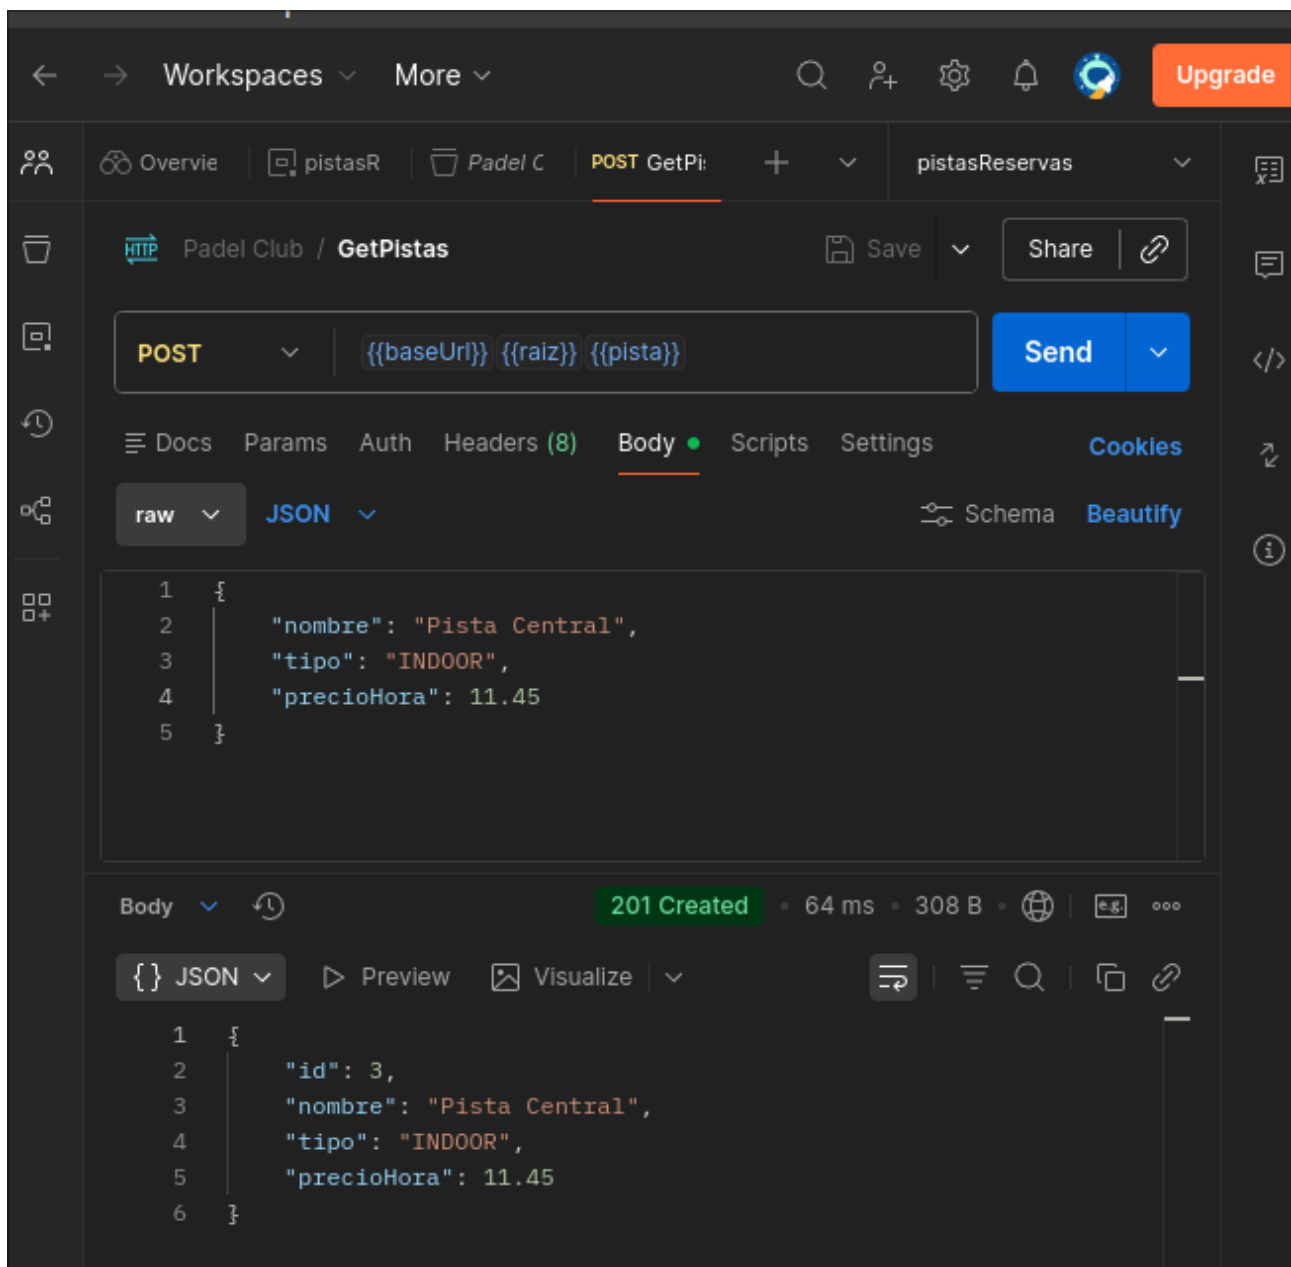 Workspaces More Upgrade
Overvie pistasR Padel C POST GetPi: pistasReservas
HTTP Padel Club / GetPistas Save Share
POST {{baseUrl}} {{raiz}} {{pista}} Send
Docs Params Auth Headers (8) Body Scripts Settings Cookies
raw JSON Schema Beautify
1 {
2 "nombre": "Pista Central",
3 "tipo": "INDOOR",
4 "precioHora": 11.45
5 }
Body 201 Created • 64 ms • 308 B • e.g.
{} JSON Preview Visualize
1 {
2 "id": 3,
3 "nombre": "Pista Central",
4 "tipo": "INDOOR",
5 "precioHora": 11.45
6 }